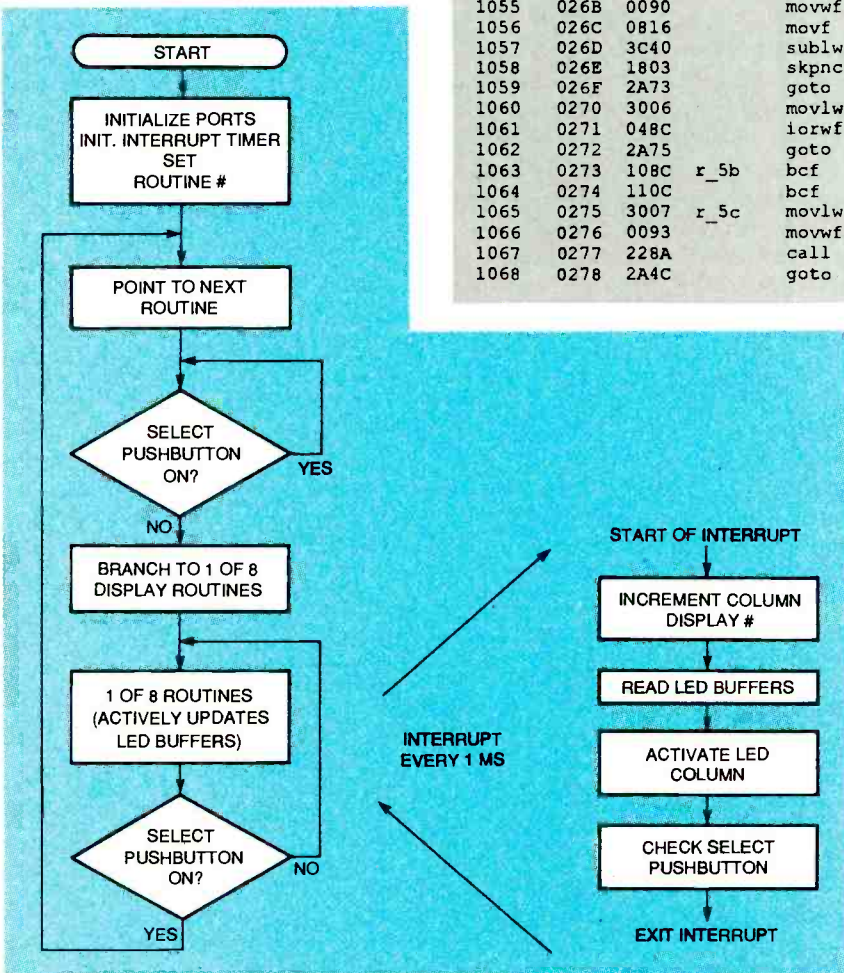 1055 026B 0090 movwf
1056 026C 0816 movf
1057 026D 3C40 sublw
1058 026E 1803 skpnc
1059 026F 2A73 goto
1060 0270 3006 movlw
1061 0271 048C iorwf
1062 0272 2A75 goto
1063 0273 108C r_5b bcf
1064 0274 110C bcf
1065 0275 3007 r_5c movlw
1066 0276 0093 movwf
1067 0277 228A call
1068 0278 2A4C goto
START
INITIALIZE PORTS
INIT. INTERRUPT TIMER
SET
ROUTINE #
POINT TO NEXT
ROUTINE
SELECT
PUSHBUTTON
ON?
YES
NO
BRANCH TO 1 OF 8
DISPLAY ROUTINES
1 OF 8 ROUTINES
(ACTIVELY UPDATES
LED BUFFERS)
SELECT
PUSHBUTTON
ON?
NO
YES
INTERRUPT
EVERY 1 MS
START OF INTERRUPT
INCREMENT COLUMN
DISPLAY #
READ LED BUFFERS
ACTIVATE LED
COLUMN
CHECK SELECT
PUSHBUTTON
EXIT INTERRUPT